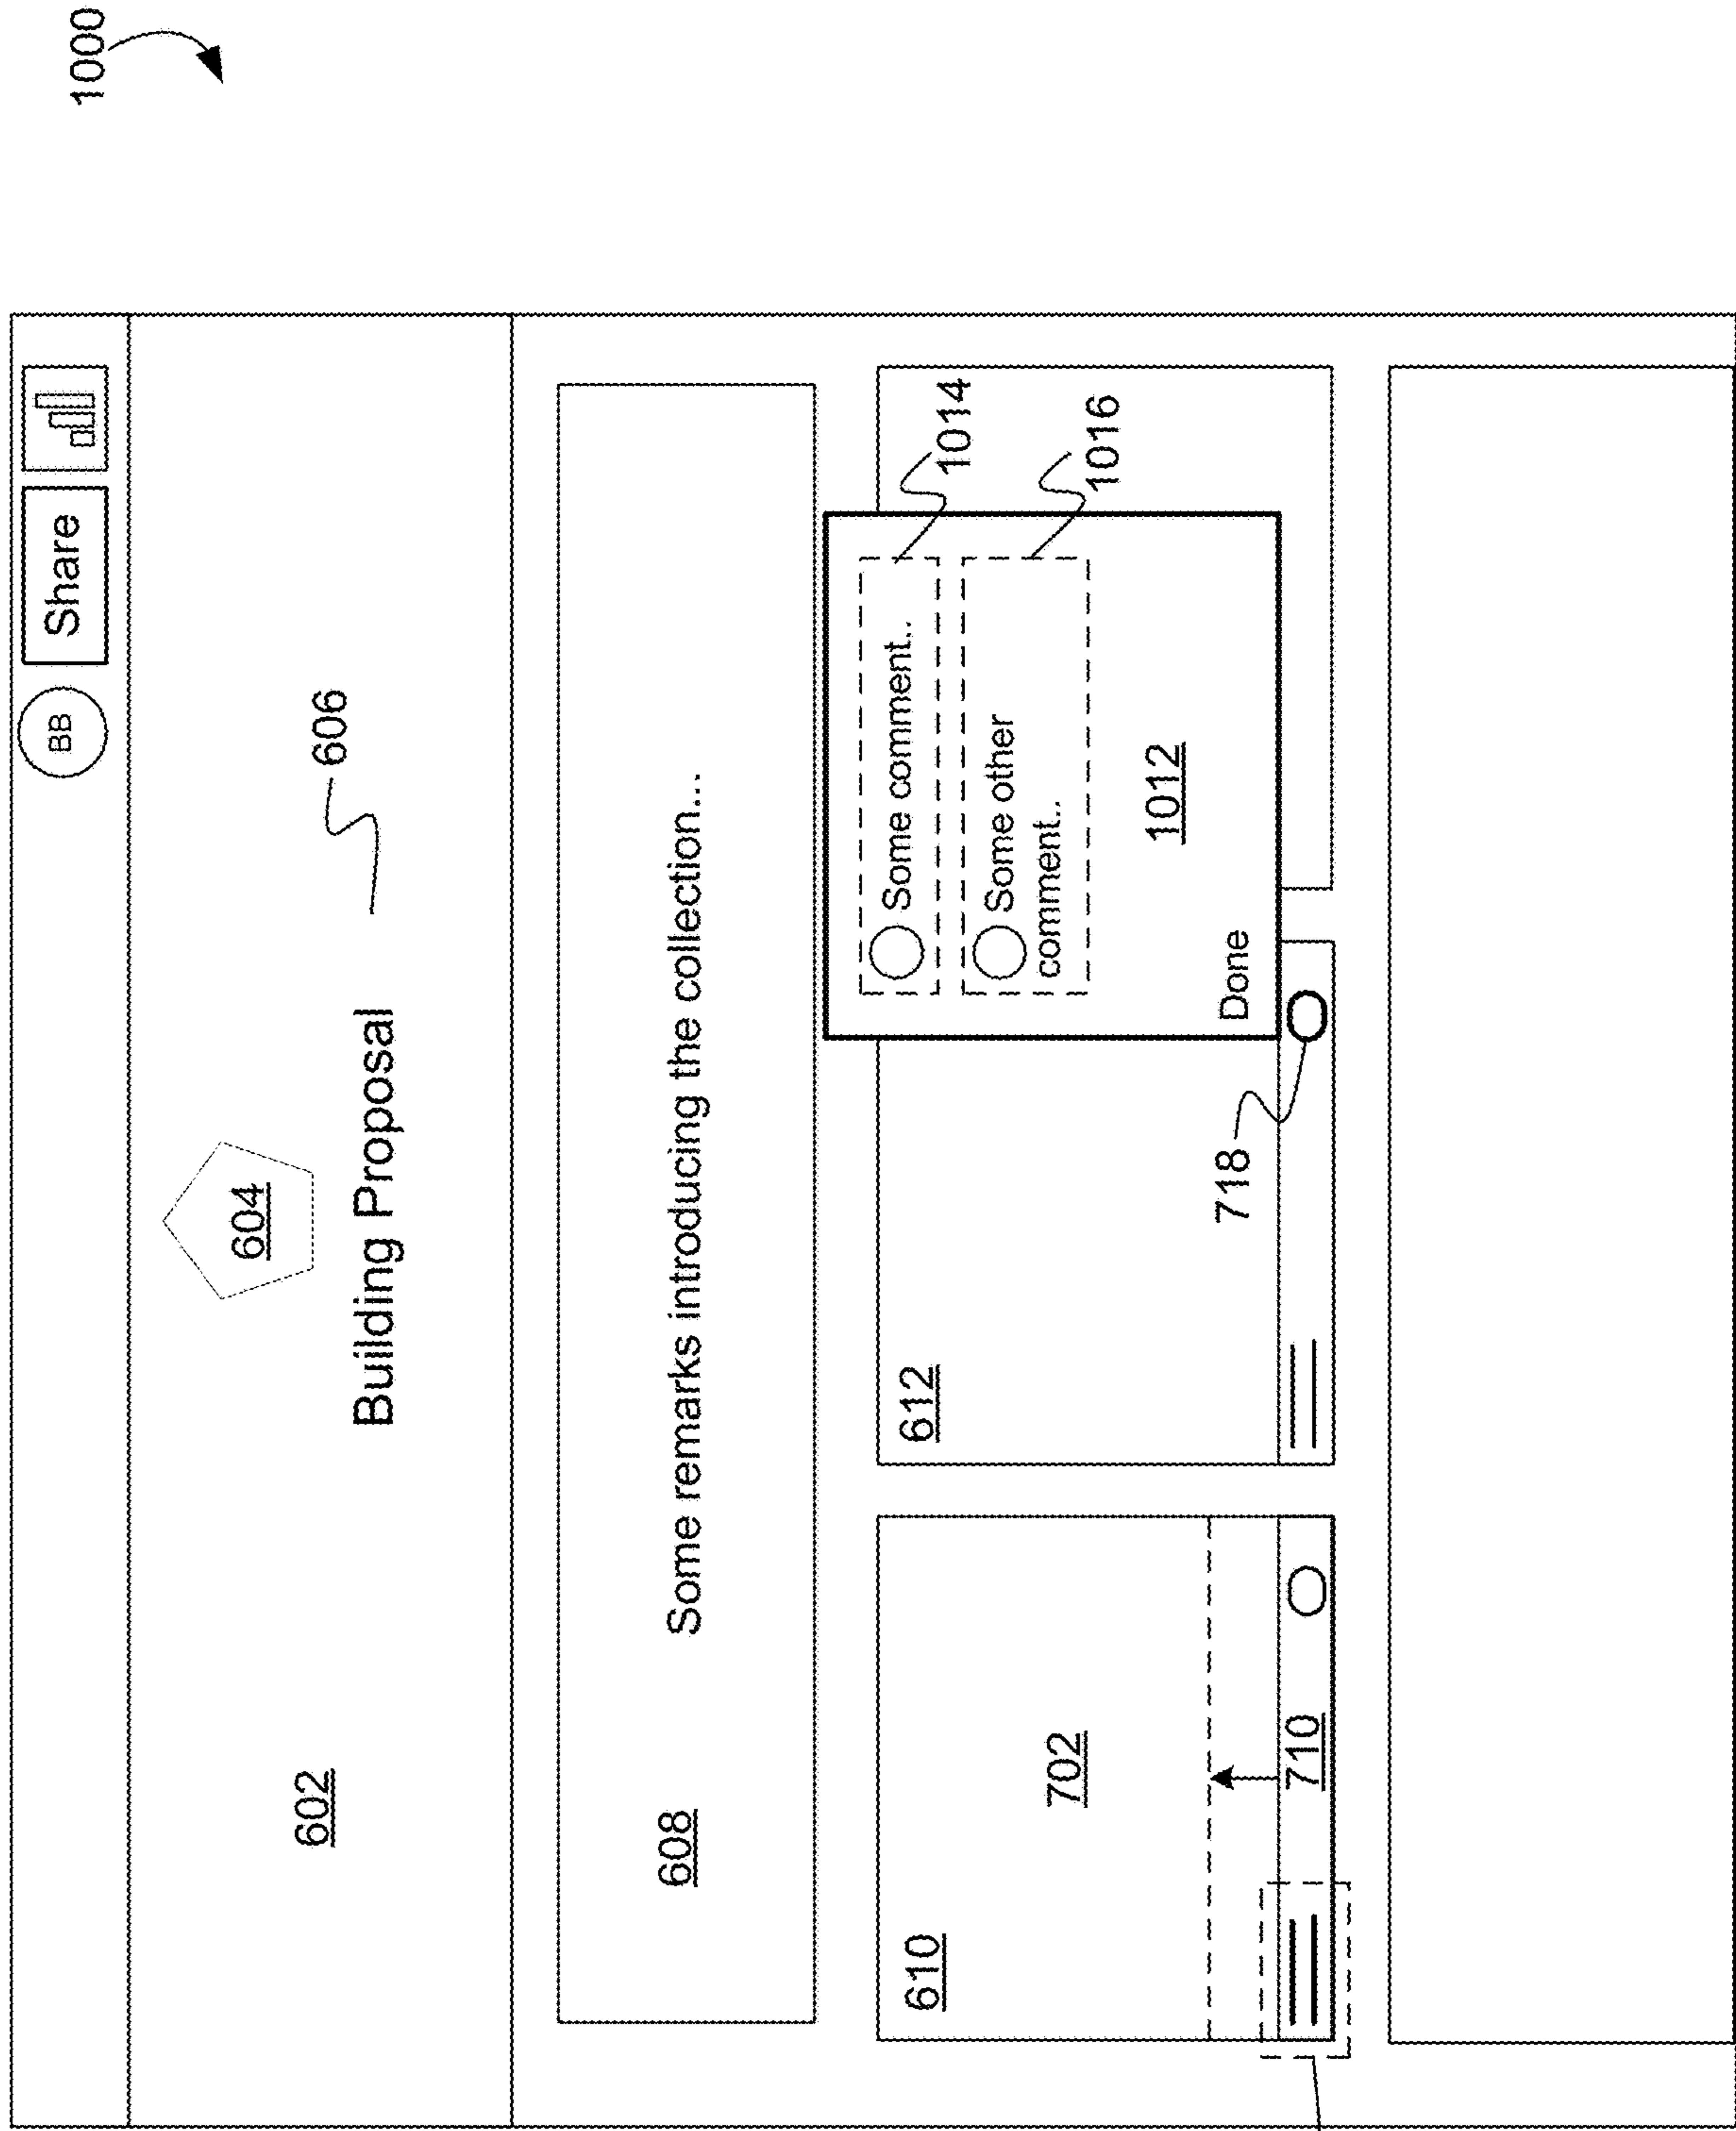 1000
BB
Share
604
606
Building Proposal
602
Some remarks introducing the collection...
608
610
702
710
612
718
Some comment..
1014
Some other
comment..
1016
1012
Done